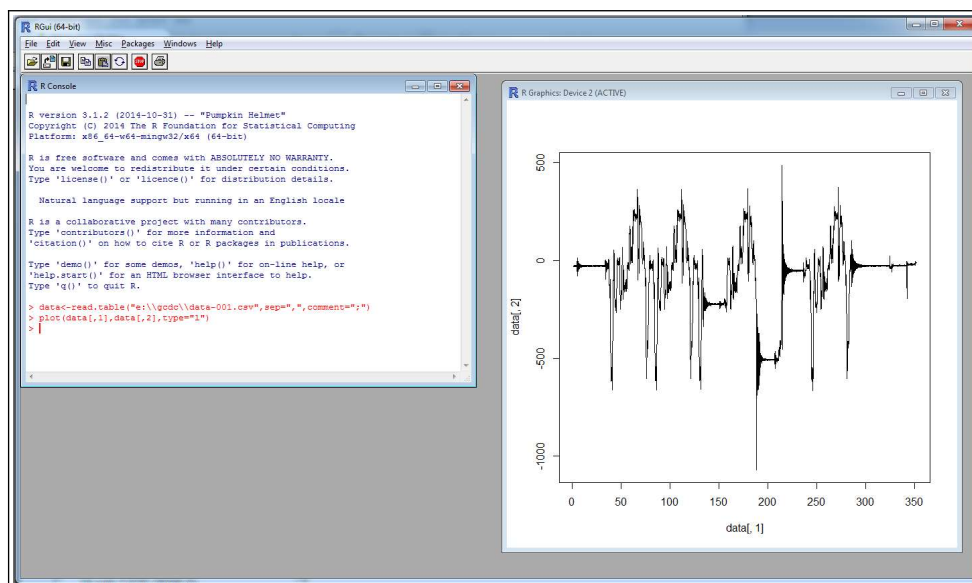 RGui (64-bit)
File Edit View Misc Packages Windows Help
STOP
R Console
R version 3.1.2 (2014-10-31) -- "Pumpkin Helmet"
Copyright (C) 2014 The R Foundation for Statistical Computing
Platform: x86_64-w64-mingw32/x64 (64-bit)
R is free software and comes with ABSOLUTELY NO WARRANTY.
You are welcome to redistribute it under certain conditions.
Type 'license()' or 'licence()' for distribution details.
Natural language support but running in an English locale
R is a collaborative project with many contributors.
Type 'contributors()' for more information and
'citation()' on how to cite R or R packages in publications.
Type 'demo()' for some demos, 'help()' for on-line help, or
'help.start()' for an HTML browser interface to help.
Type 'q()' to quit R.
> data<-read.table("e:\\gcdc\\data-001.csv",sep=",",comment=";")
> plot(data[,1],data[,2],type="l")
>
R Graphics: Device 2 (ACTIVE)
500
0
-500
-1000
data[, 2]
0 50 100 150 200 250 300 350
data[, 1]